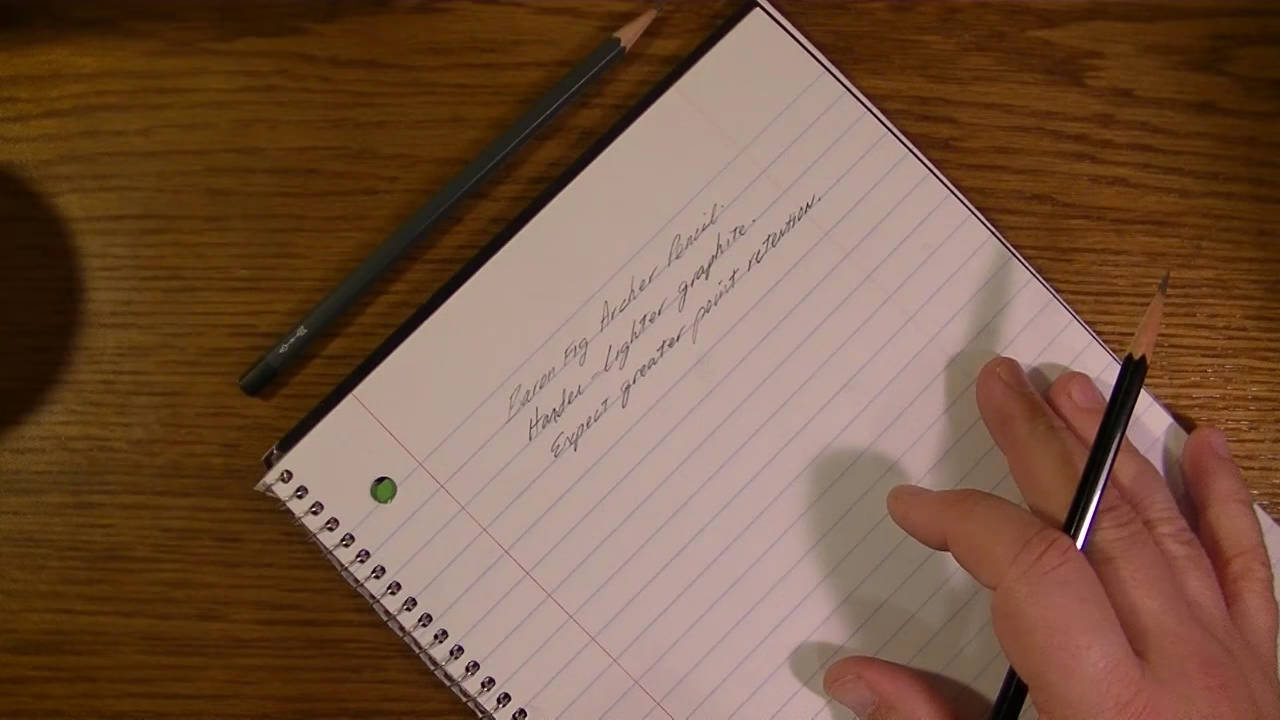 Baron Fig Archer Pencil.
Harder - Lighter graphite.
Expect greater point retention.